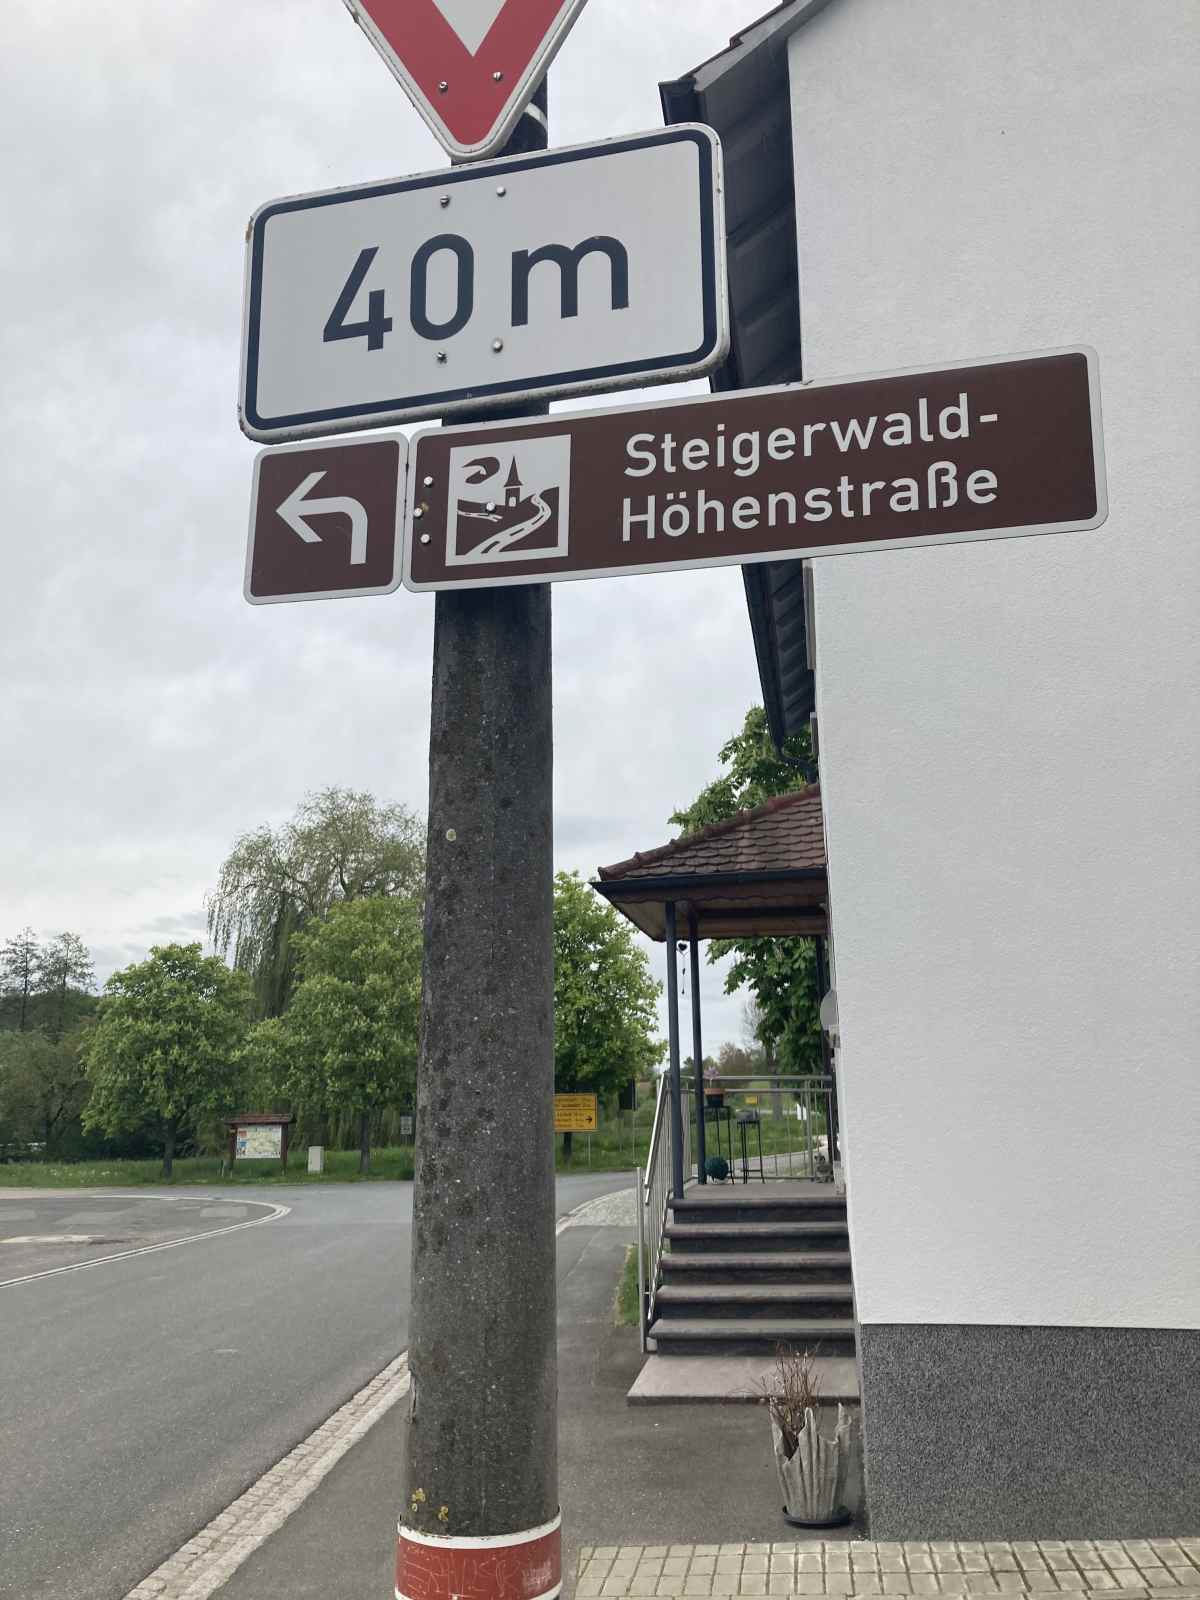 40 m
Steigerwald-
Höhenstraße